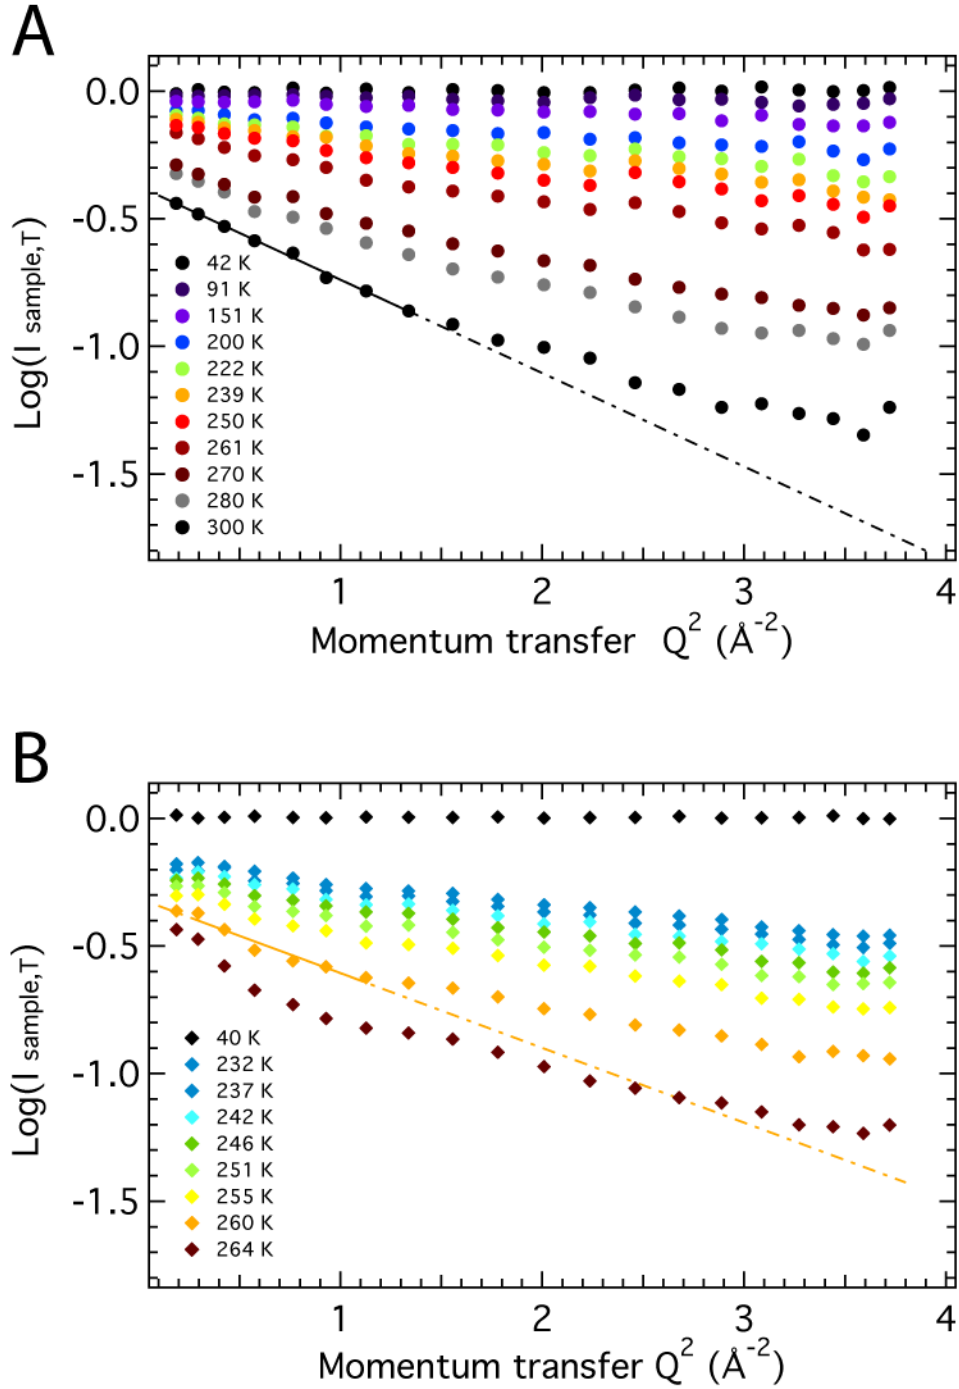 A
0.0
-0.5
-1.0
-1.5
Log(I sample,T)
42 K
91 K
151 K
200 K
222 K
239 K
250 K
261 K
270 K
280 K
300 K
1 2 3 4
Momentum transfer Q² (Å⁻²)
B
0.0
-0.5
-1.0
-1.5
Log(I sample,T)
40 K
232 K
237 K
242 K
246 K
251 K
255 K
260 K
264 K
1 2 3 4
Momentum transfer Q² (Å⁻²)